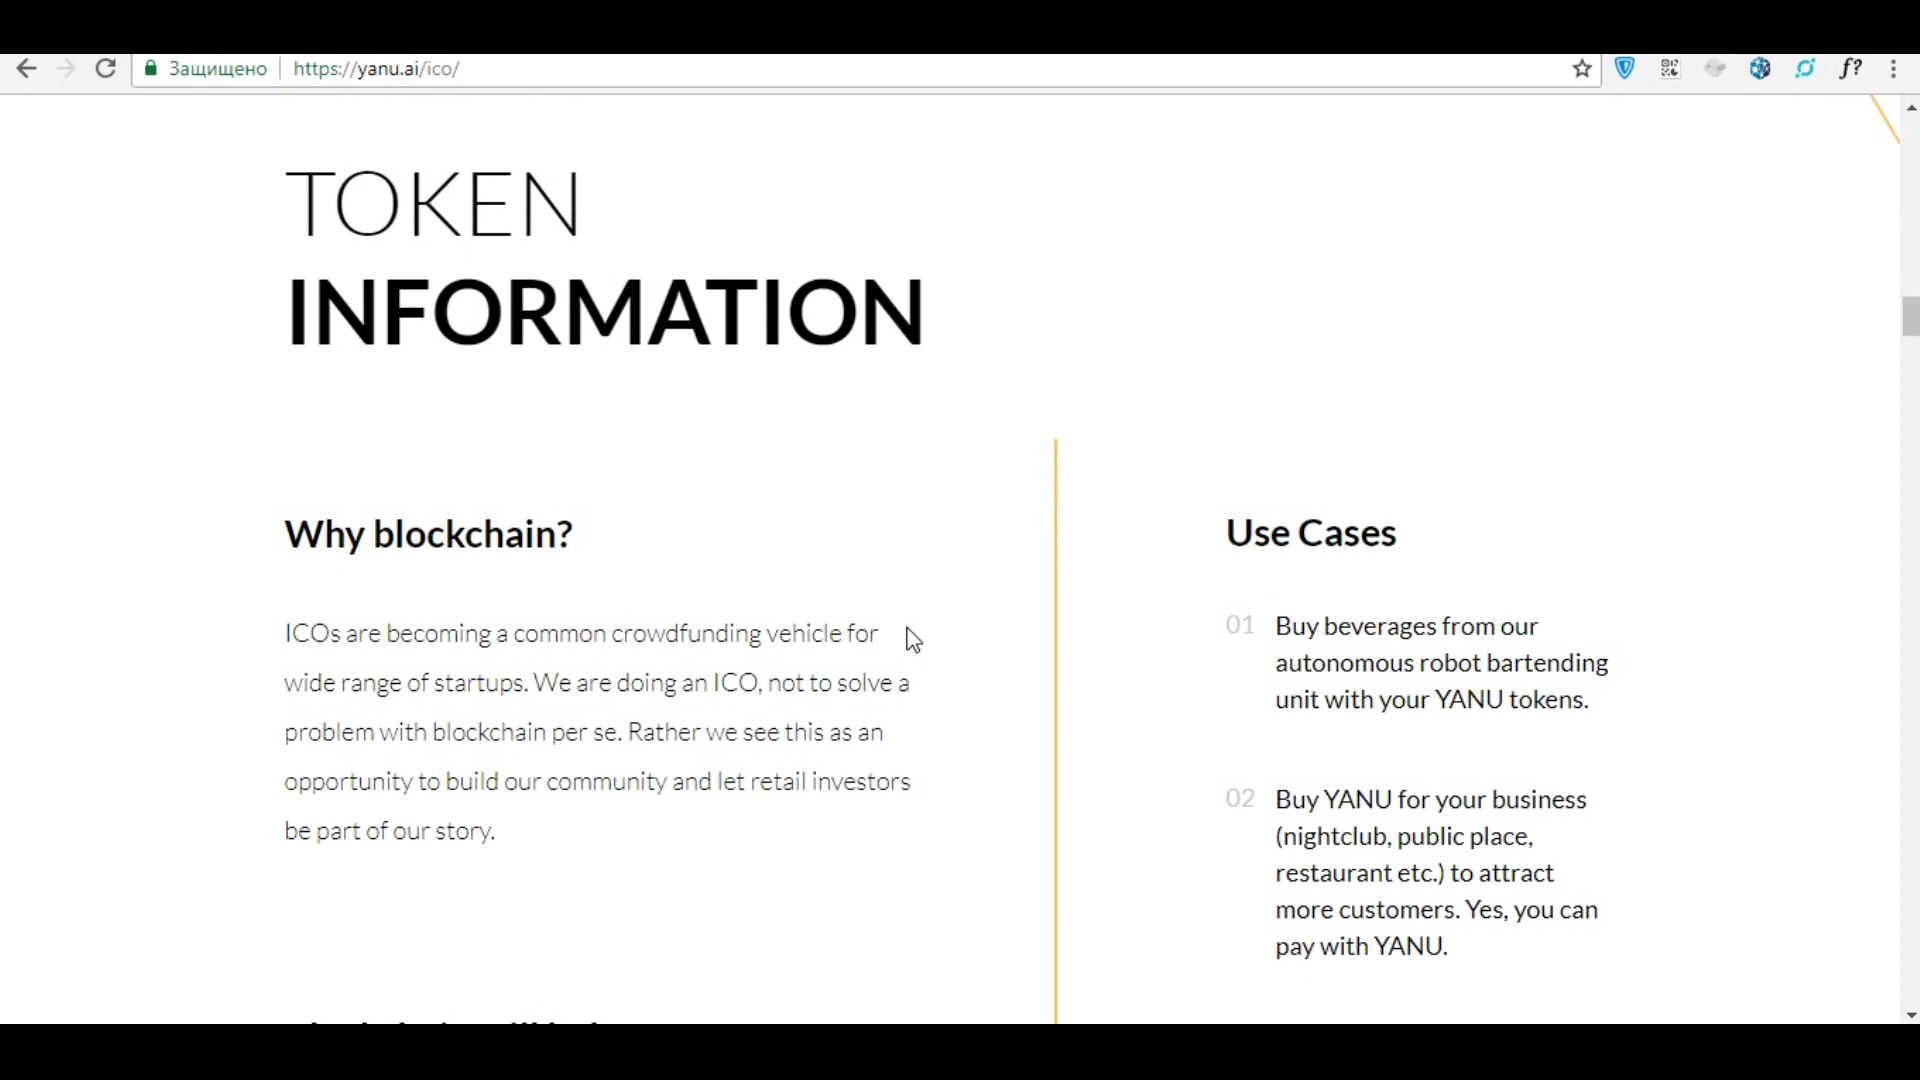 Защищено
https://yanu.ai/ico/
f?
TOKEN
INFORMATION
Why blockchain?
ICOs are becoming a common crowdfunding vehicle for
wide range of startups. We are doing an ICO, not to solve a
problem with blockchain per se. Rather we see this as an
opportunity to build our community and let retail investors
be part of our story.
Use Cases
01 Buy beverages from our
autonomous robot bartending
unit with your YANU tokens.
02 Buy YANU for your business
(nightclub, public place,
restaurant etc.) to attract
more customers. Yes, you can
pay with YANU.